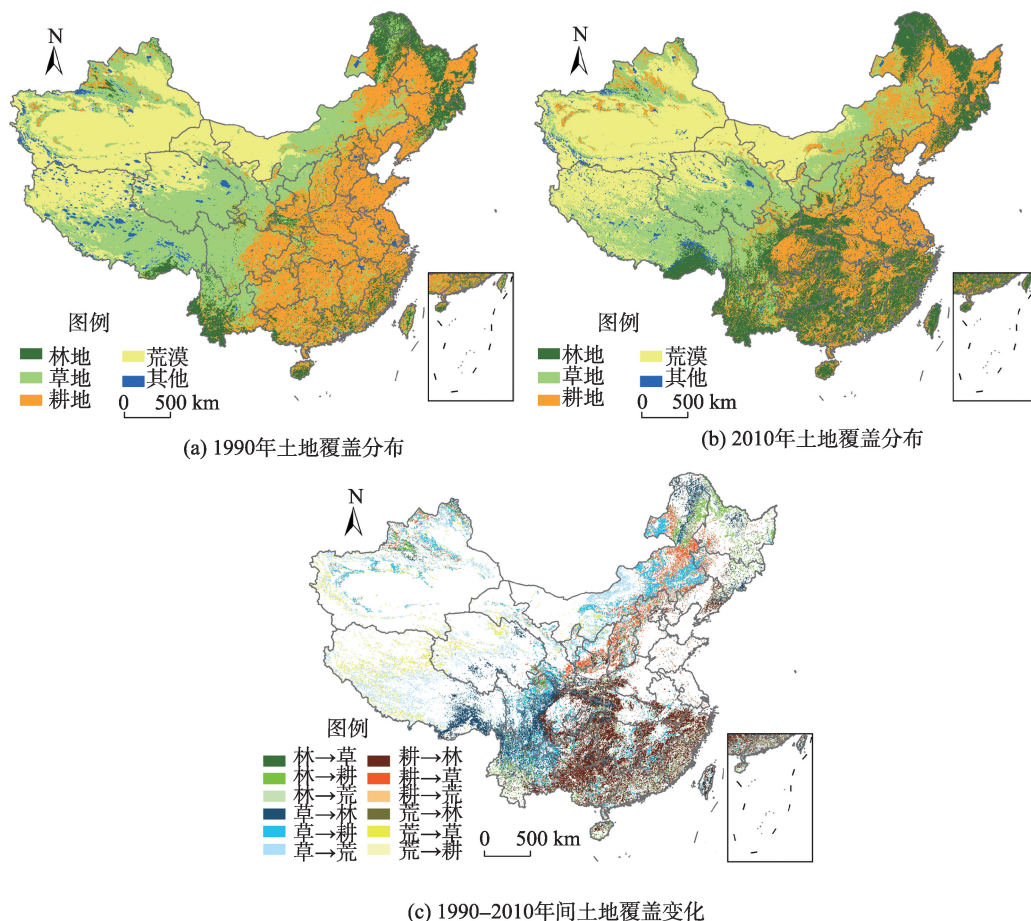 N
图例
林地 荒漠
草地 其他
耕地 0 500 km
(a) 1990年土地覆盖分布
N
图例
林地 荒漠
草地 其他
耕地 0 500 km
(b) 2010年土地覆盖分布
N
图例
林→草 耕→林
林→耕 耕→草
林→荒 耕→荒
草→林 荒→林
草→耕 荒→草
草→荒 荒→耕
0 500 km
(c) 1990–2010年间土地覆盖变化